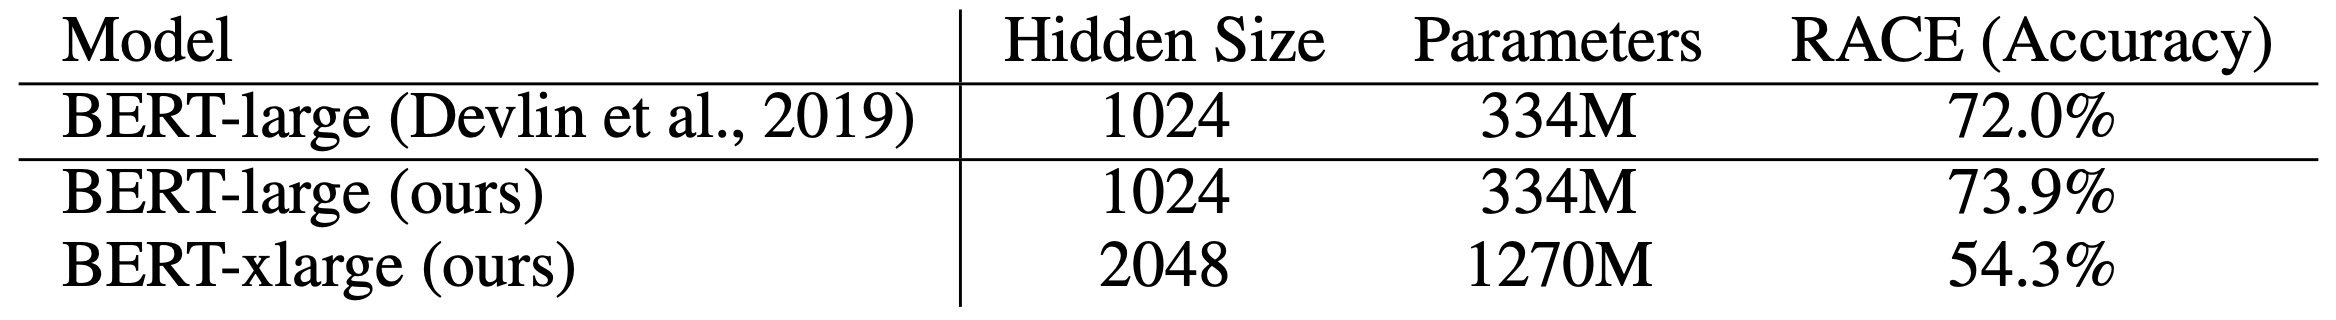 Model Hidden Size Parameters RACE (Accuracy)
BERT-large (Devlin et al., 2019) 1024 334M 72.0%
BERT-large (ours) 1024 334M 73.9%
BERT-xlarge (ours) 2048 1270M 54.3%